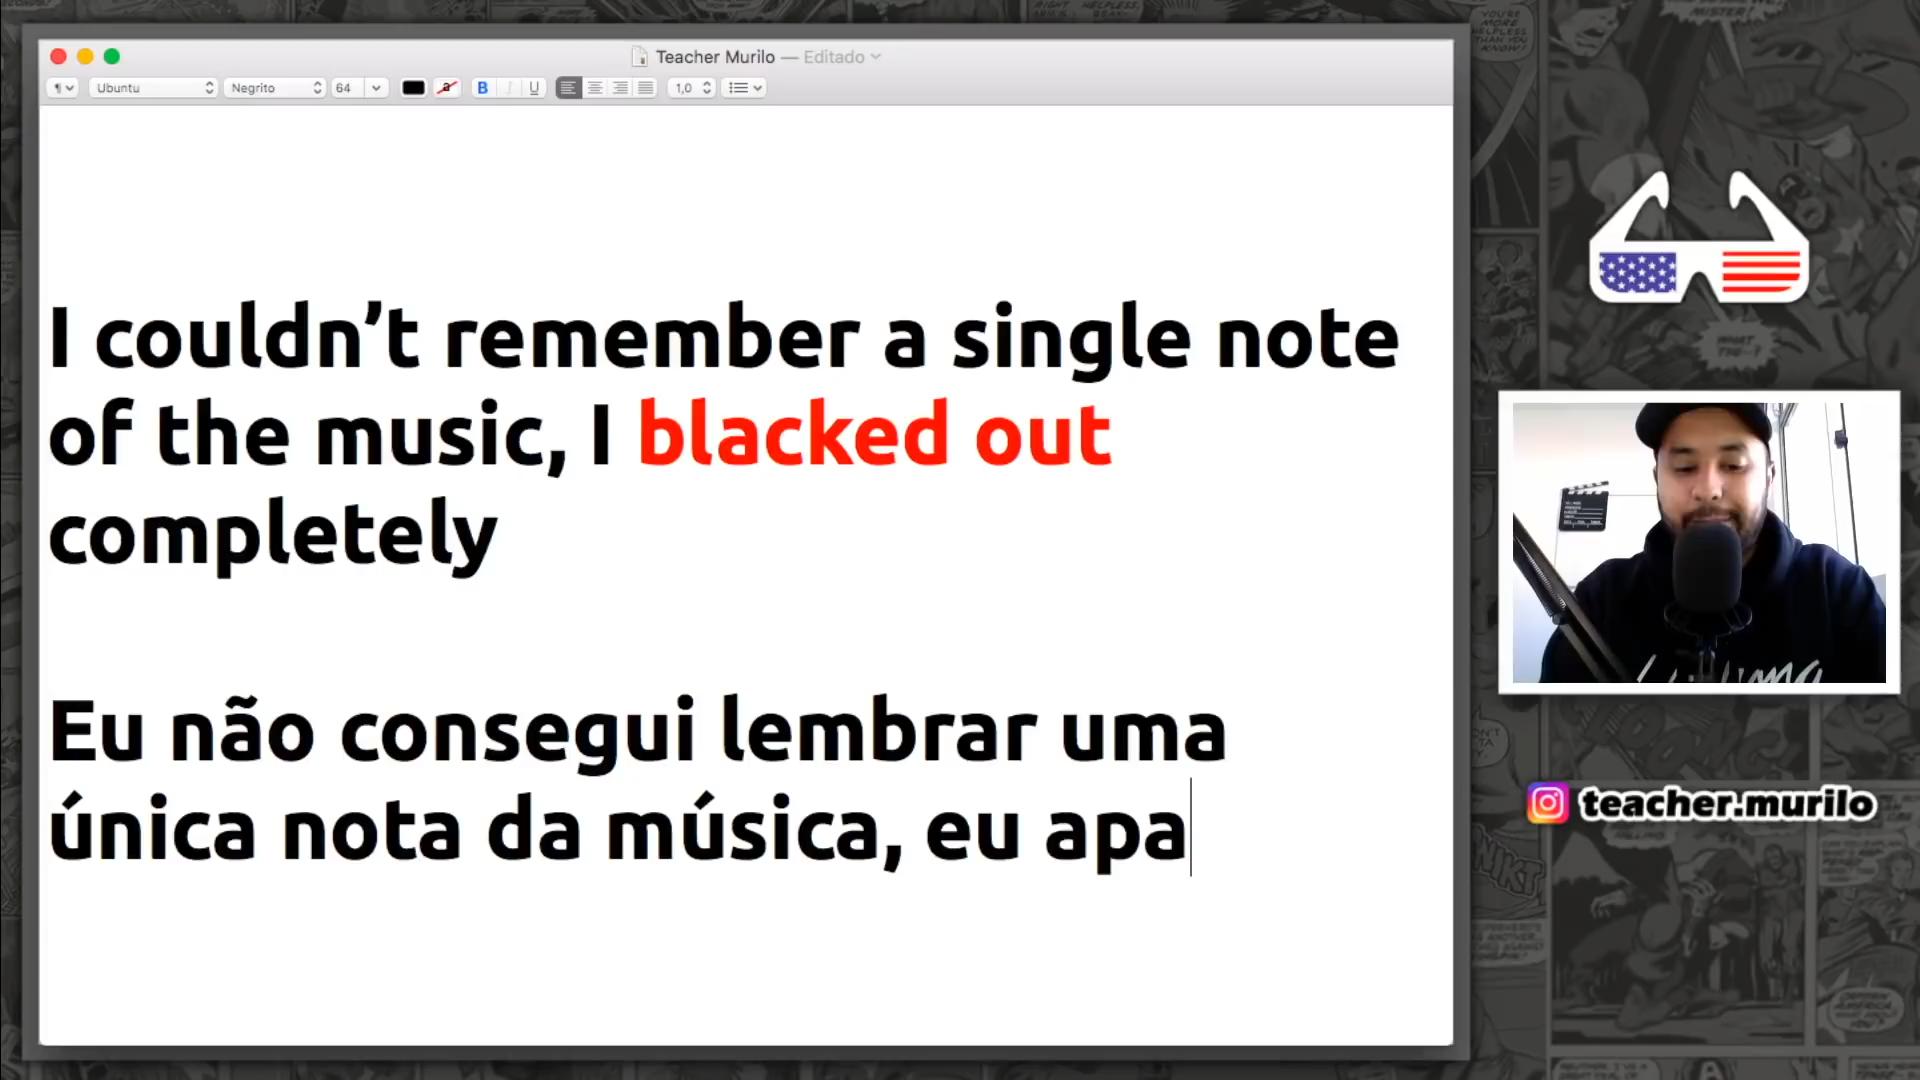 Teacher Murilo — Editado
Ubuntu
Negrito
64
B
U
1,0
I couldn’t remember a single note
of the music, I blacked out
completely
Eu não consegui lembrar uma
única nota da música, eu apa
teacher.murilo